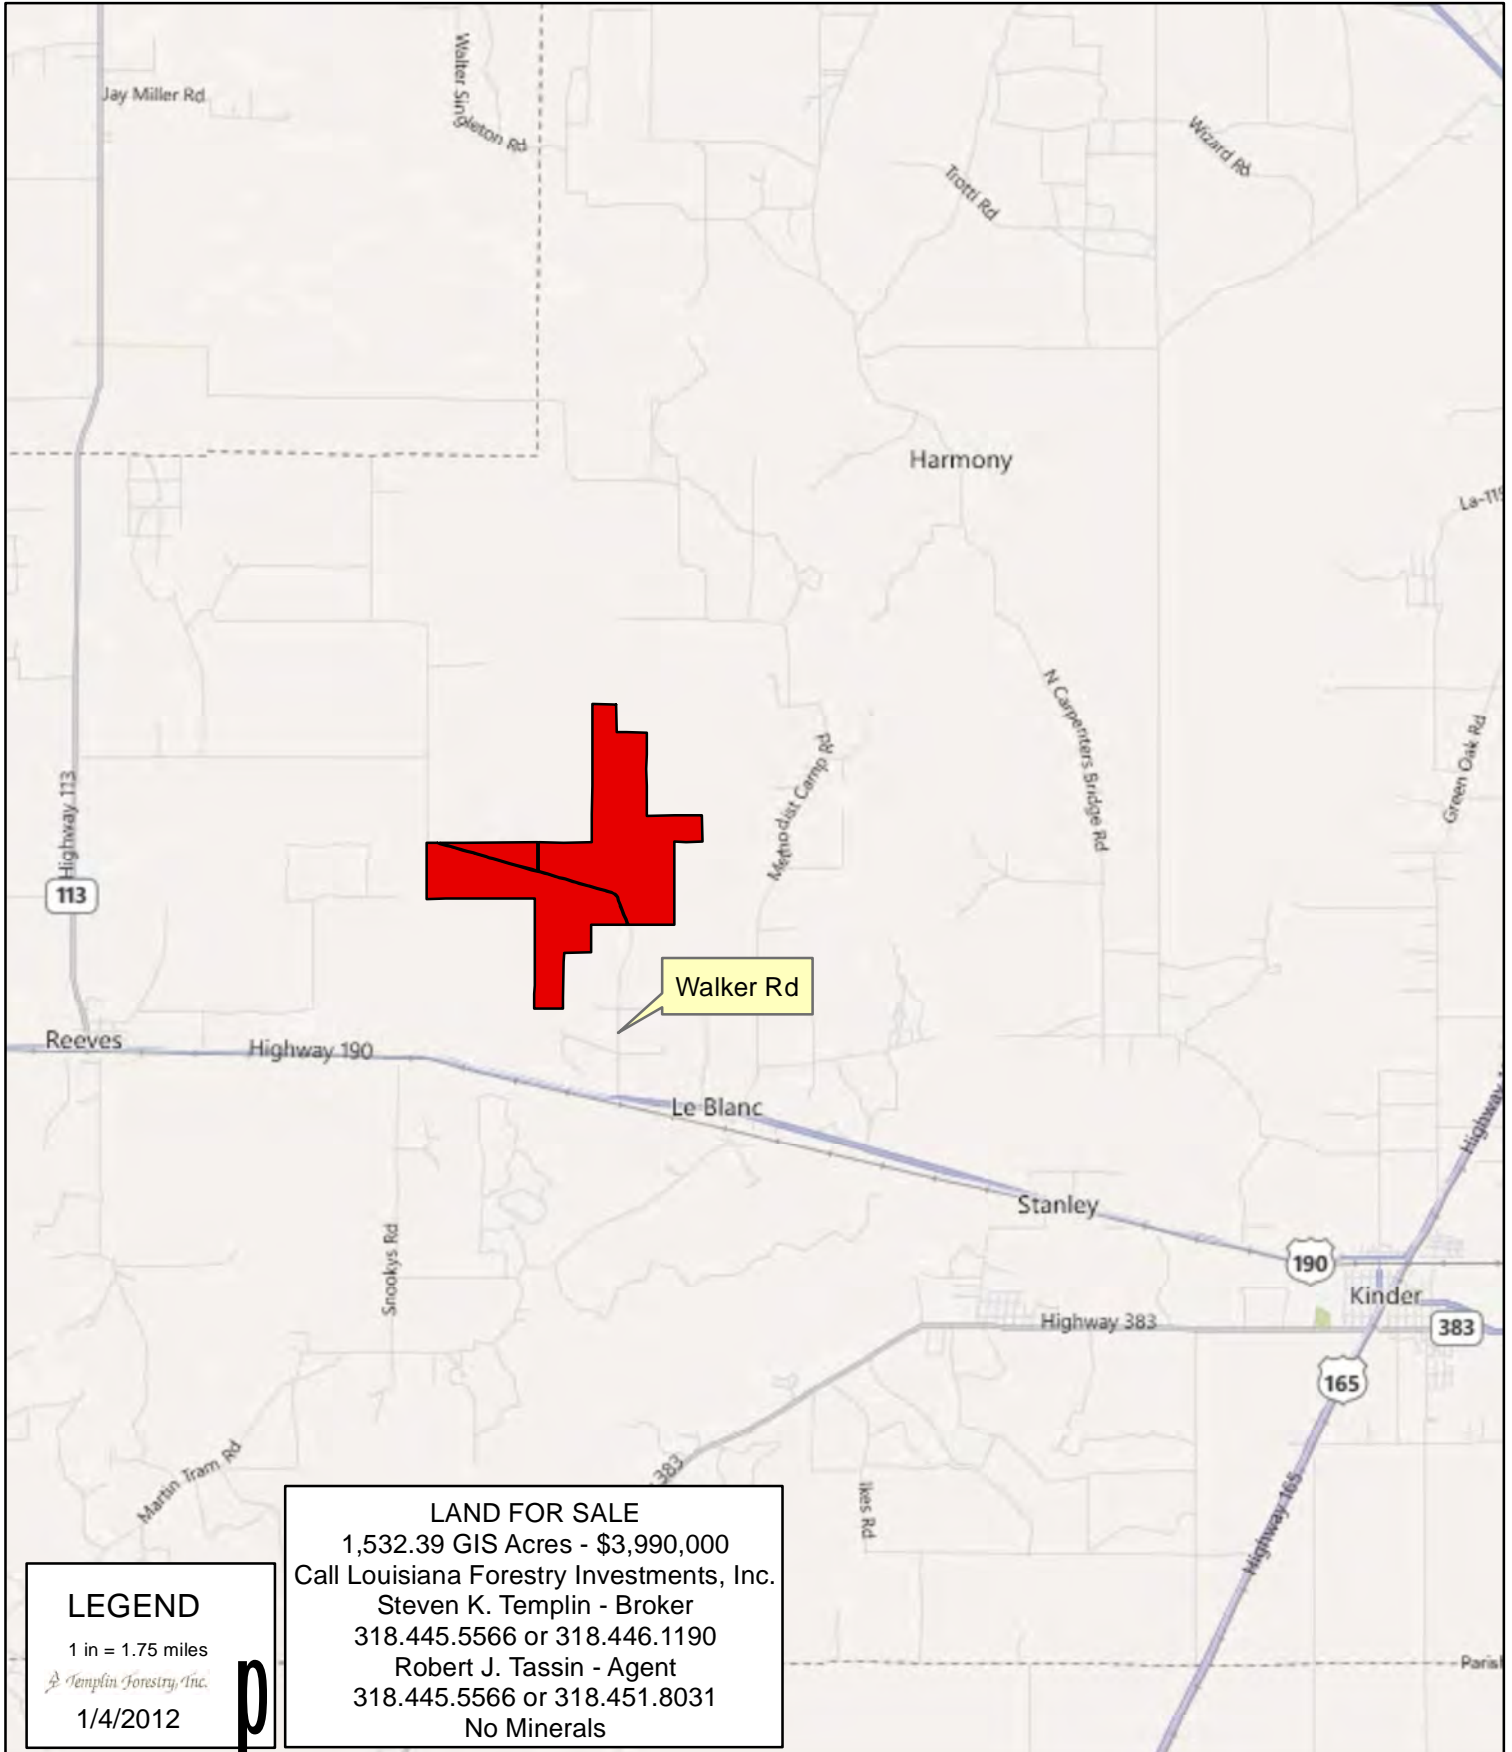 Jay Miller Rd
Walter Singleton Rd
Wizard Rd
Trotti Rd
Harmony
La-11
N Carpenters Bridge Rd
Methodist Camp Rd
Green Oak Rd
Highway 113
113
Walker Rd
Reeves
Highway 190
Le Blanc
Highway
Stanley
Snookys Rd
190
Kinder
Highway 383
383
165
Martin Tram Rd
383
Ikes Rd
Highway 165
Parish
LAND FOR SALE
1,532.39 GIS Acres - $3,990,000
Call Louisiana Forestry Investments, Inc.
Steven K. Templin - Broker
318.445.5566 or 318.446.1190
Robert J. Tassin - Agent
318.445.5566 or 318.451.8031
No Minerals
LEGEND
1 in = 1.75 miles
Templin Forestry, Inc.
1/4/2012
p